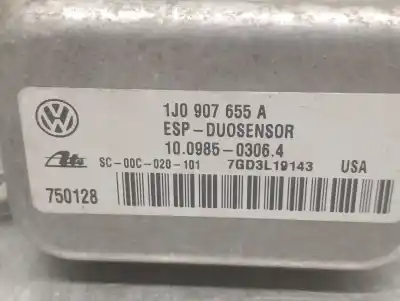 1J0 907 655 A
ESP-DUOSENSOR
10.0985-0306.4
Ate SC-00C-020-101 7GD3L19143 USA
750128